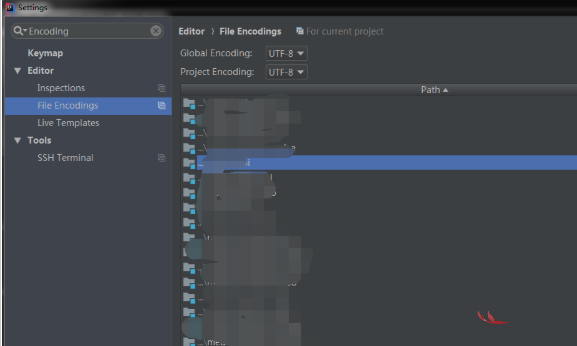 Settings
Encoding
Keymap
Editor
Inspections
File Encodings
Live Templates
Tools
SSH Terminal
Editor › File Encodings For current project
Global Encoding: UTF-8
Project Encoding: UTF-8
Path